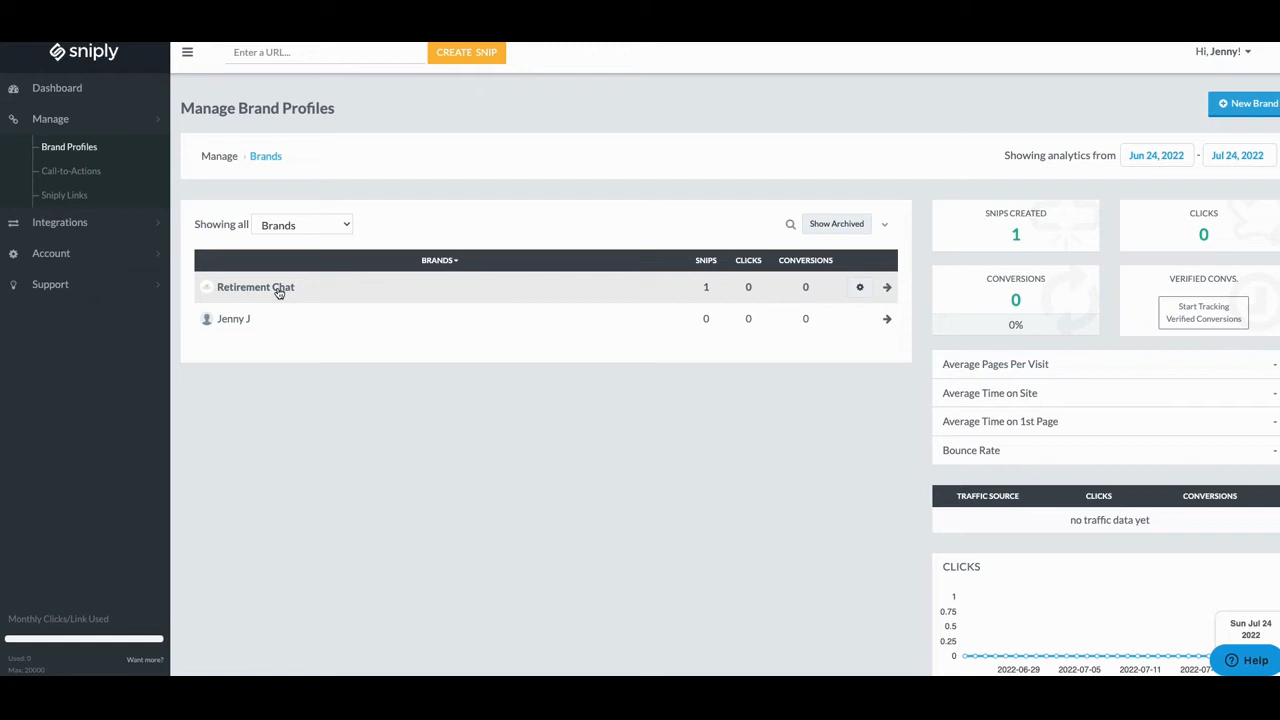 sniply
Enter a URL...
CREATE SNIP
Hi, Jenny!
Dashboard
Manage
Brand Profiles
Call-to-Actions
Sniply Links
Integrations
Account
Support
Monthly Clicks/Link Used
Used: 0
Max: 20000
Want more?
Manage Brand Profiles
New Brand
Manage Brands
Showing analytics from Jun 24, 2022 - Jul 24, 2022
Showing all Brands
Show Archived
BRANDS SNIPS CLICKS CONVERSIONS
Retirement Chat 1 0 0
Jenny J 0 0 0
SNIPS CREATED
1
CLICKS
0
CONVERSIONS
0
0%
VERIFIED CONVS.
Start Tracking
Verified Conversions
Average Pages Per Visit -
Average Time on Site -
Average Time on 1st Page -
Bounce Rate -
TRAFFIC SOURCE CLICKS CONVERSIONS
no traffic data yet
CLICKS
1
0.75
0.5
0.25
0
Sun Jul 24
2022
2022-06-29 2022-07-05 2022-07-11
Help